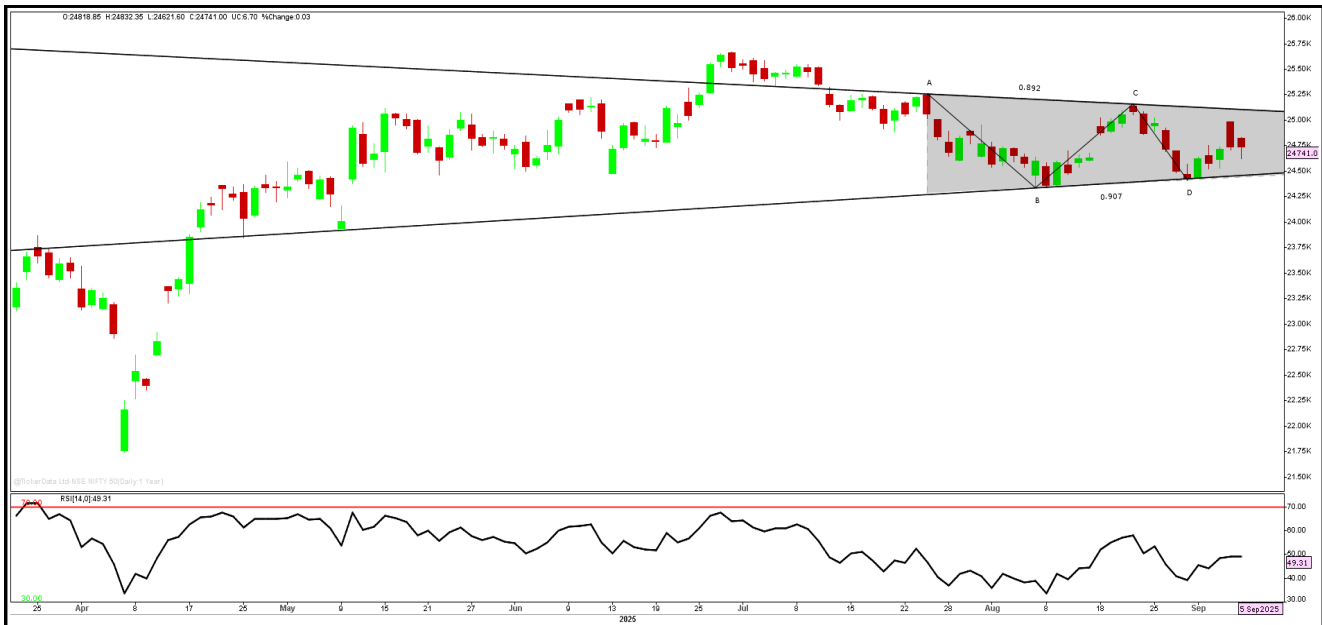 O:24818.85 H:24832.35 L:24621.60 C:24741.00 UC:6.70 %Change:0.03
26.00K
25.75K
25.50K
25.25K
25.00K
24.75K
24741.0
24.50K
24.25K
24.00K
23.75K
23.50K
23.25K
23.00K
22.75K
22.50K
22.25K
22.00K
21.75K
21.50K
A
0.892
C
B
0.907
D
@TickerData Ltd-NSE NIFTY 50(Daily:1 Year)
70.00
RSI[14,0]:49.31
70.00
60.00
50.00
49.31
40.00
30.00
30.00
25 Apr 8 17 25 May 9 15 21 27 Jun 9 13 19 25 Jul 8 15 22 28 Aug 8 18 25 Sep 5 Sep2025
2025